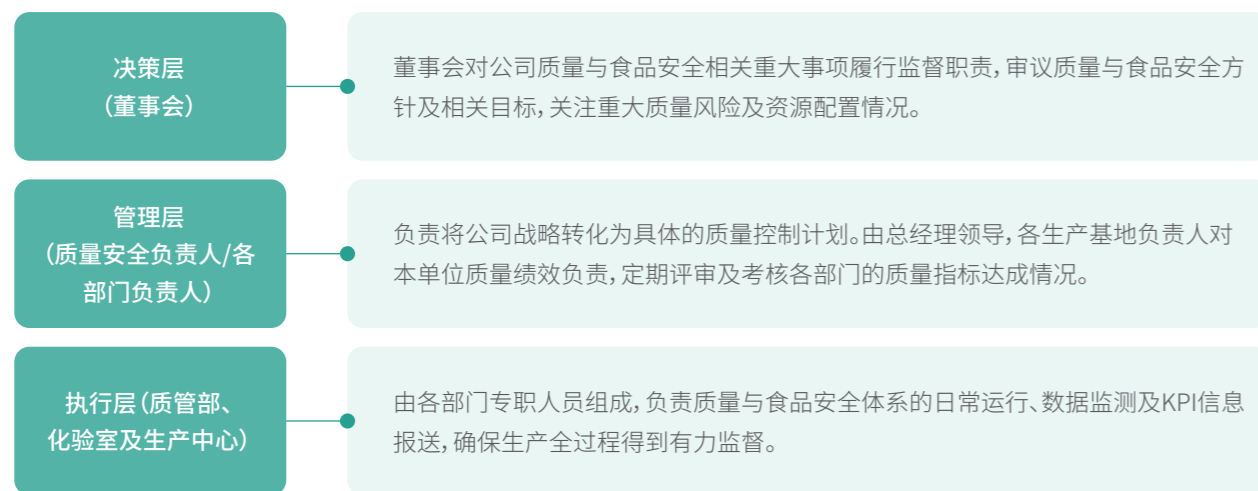 决策层
（董事会）
董事会对公司质量与食品安全相关重大事项履行监督职责，审议质量与食品安全方
针及相关目标，关注重大质量风险及资源配置情况。
管理层
（质量安全负责人/各
部门负责人）
负责将公司战略转化为具体的质量控制计划。由总经理领导，各生产基地负责人对
本单位质量绩效负责，定期评审及考核各部门的质量指标达成情况。
执行层（质管部、
化验室及生产中心）
由各部门专职人员组成，负责质量与食品安全体系的日常运行、数据监测及KPI信息
报送，确保生产全过程得到有力监督。